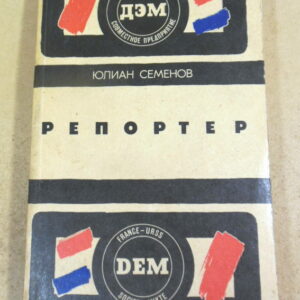 ДЭМ
СОВМЕСТНОЕ ПРЕДПРИЯТИЕ
ЮЛИАН СЕМЕНОВ
РЕПОРТЕР
FRANCE - URSS
DEM